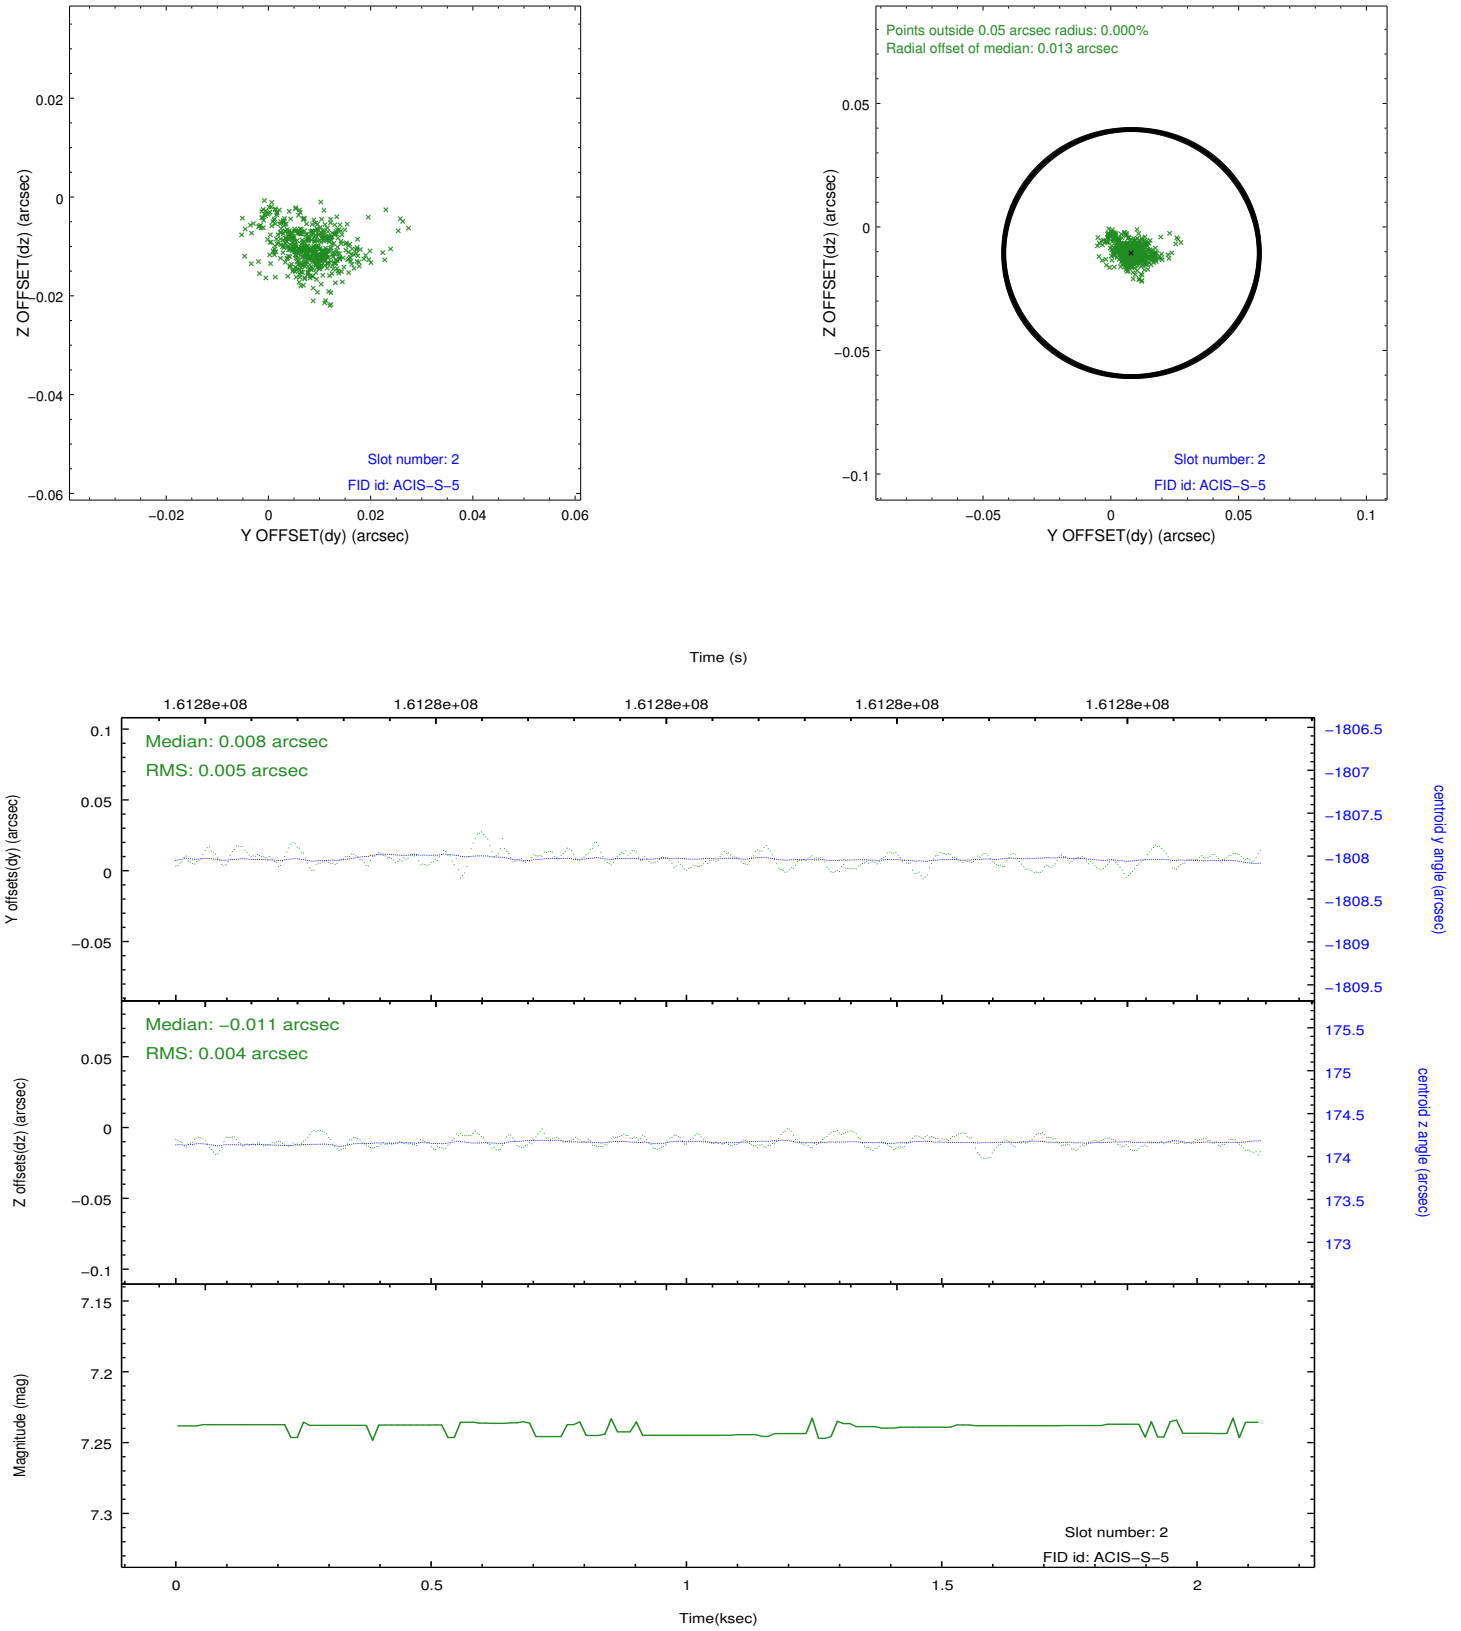 0.02
0
−0.02
−0.04
−0.06
Z OFFSET(dz) (arcsec)
Slot number: 2
FID id: ACIS−S−5
−0.02 0 0.02 0.04 0.06
Y OFFSET(dy) (arcsec)
Points outside 0.05 arcsec radius: 0.000%
Radial offset of median: 0.013 arcsec
0.05
0
−0.05
−0.1
Z OFFSET(dz) (arcsec)
Slot number: 2
FID id: ACIS−S−5
−0.05 0 0.05 0.1
Y OFFSET(dy) (arcsec)
Time (s)
1.6128e+08 1.6128e+08 1.6128e+08 1.6128e+08 1.6128e+08
Median: 0.008 arcsec
RMS: 0.005 arcsec
0.1
0.05
0
−0.05
Y offsets(dy) (arcsec)
−1806.5
−1807
−1807.5
−1808
−1808.5
−1809
−1809.5
centroid y angle (arcsec)
Median: −0.011 arcsec
RMS: 0.004 arcsec
0.05
0
−0.05
−0.1
Z offsets(dz) (arcsec)
175.5
175
174.5
174
173.5
173
centroid z angle (arcsec)
7.15
7.2
7.25
7.3
Magnitude (mag)
Slot number: 2
FID id: ACIS−S−5
0 0.5 1 1.5 2
Time(ksec)